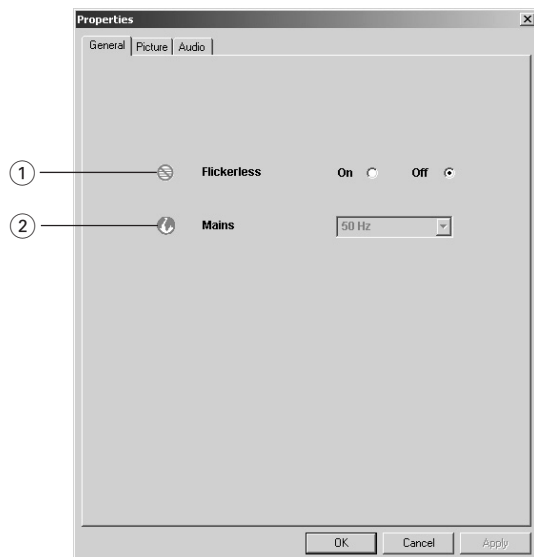 Properties
General Picture Audio
1 Flickerless On Off
2 Mains 50 Hz
OK Cancel Apply